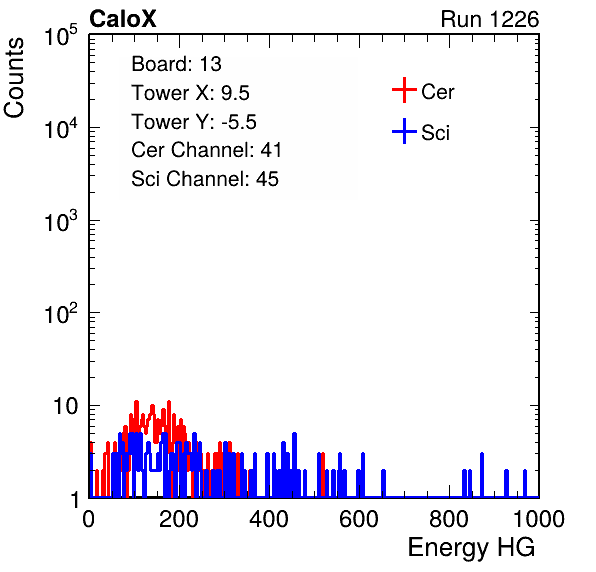 CaloX Run 1226
Counts
10^5
10^4
10^3
10^2
10
1
Board: 13
Tower X: 9.5
Tower Y: -5.5
Cer Channel: 41
Sci Channel: 45
Cer
Sci
0 200 400 600 800 1000
Energy HG